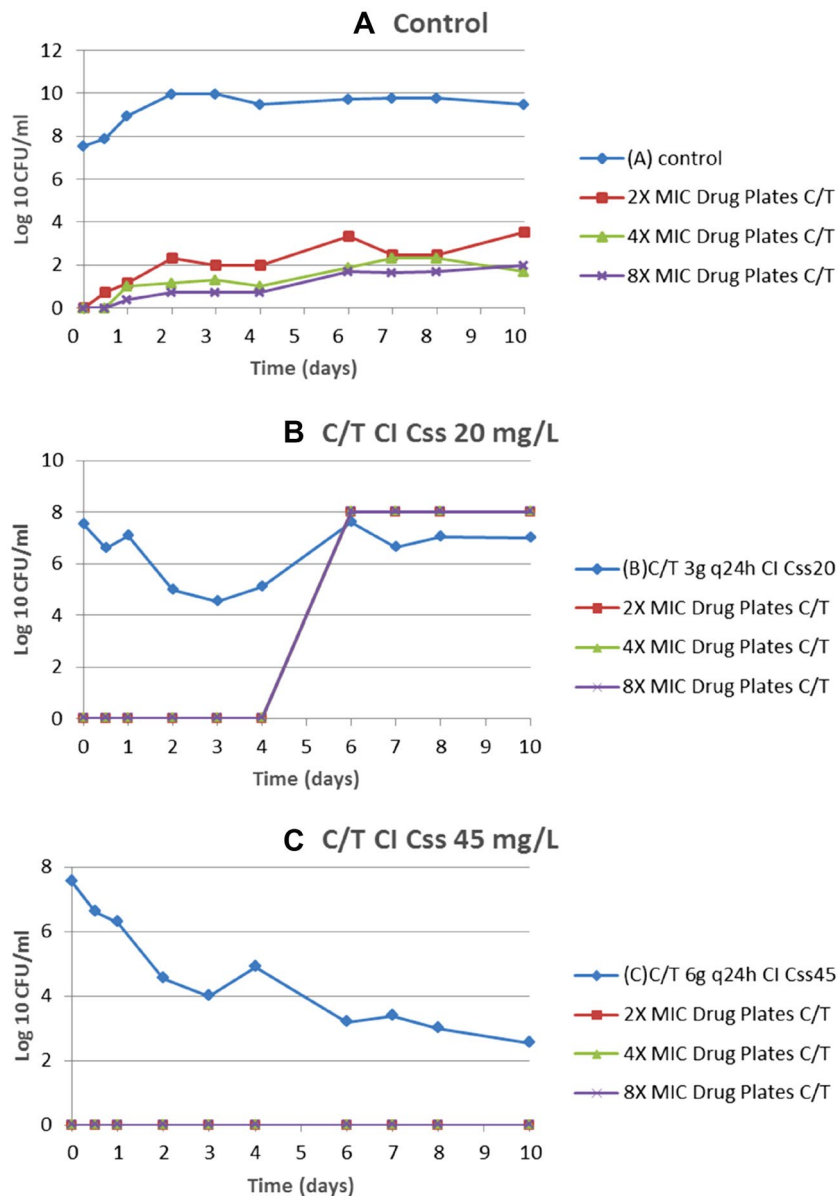 A Control
12
10
8
6
4
2
0
Log 10 CFU/ml
0 1 2 3 4 5 6 7 8 9 10
Time (days)
(A) control
2X MIC Drug Plates C/T
4X MIC Drug Plates C/T
8X MIC Drug Plates C/T
B C/T CI Css 20 mg/L
10
8
6
4
2
0
Log 10 CFU/ml
0 1 2 3 4 5 6 7 8 9 10
Time (days)
(B)C/T 3g q24h CI Css20
2X MIC Drug Plates C/T
4X MIC Drug Plates C/T
8X MIC Drug Plates C/T
C C/T CI Css 45 mg/L
8
6
4
2
0
Log 10 CFU/ml
0 1 2 3 4 5 6 7 8 9 10
Time (days)
(C)C/T 6g q24h CI Css45
2X MIC Drug Plates C/T
4X MIC Drug Plates C/T
8X MIC Drug Plates C/T